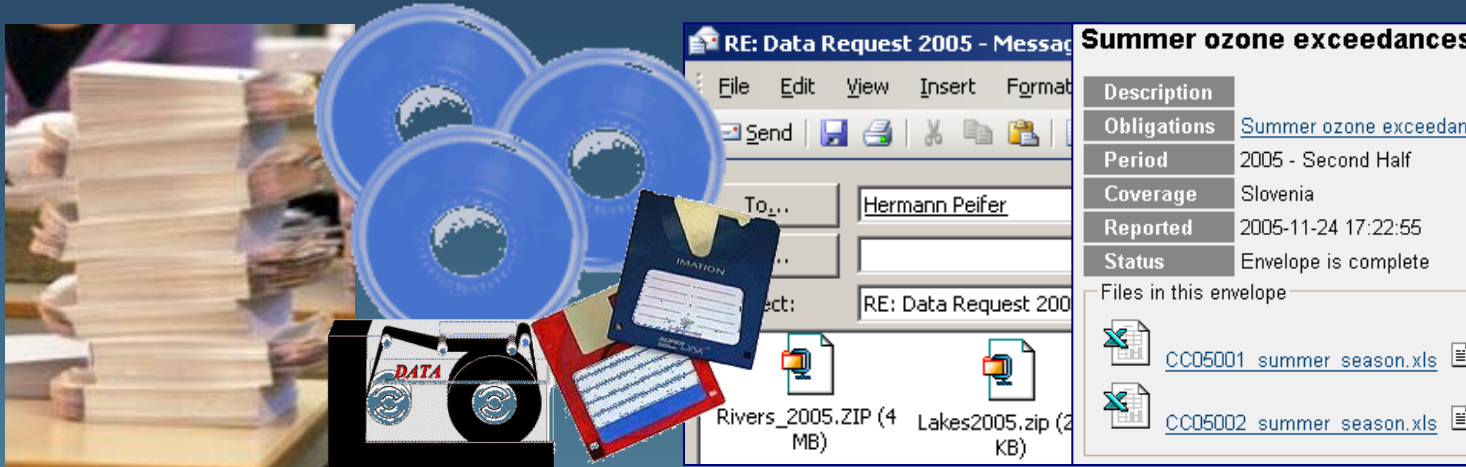 DATA
IMATION
SUPER
DISK
RE: Data Request 2005 - Messag
File Edit View Insert Format
Send
To...
Hermann Peifer
..
ect:
RE: Data Request 200
Rivers_2005.ZIP (4
MB)
Lakes2005.zip (2
KB)
Summer ozone exceedances
Description
Obligations Summer ozone exceedan
Period 2005 - Second Half
Coverage Slovenia
Reported 2005-11-24 17:22:55
Status Envelope is complete
Files in this envelope
CC05001_summer_season.xls
CC05002_summer_season.xls